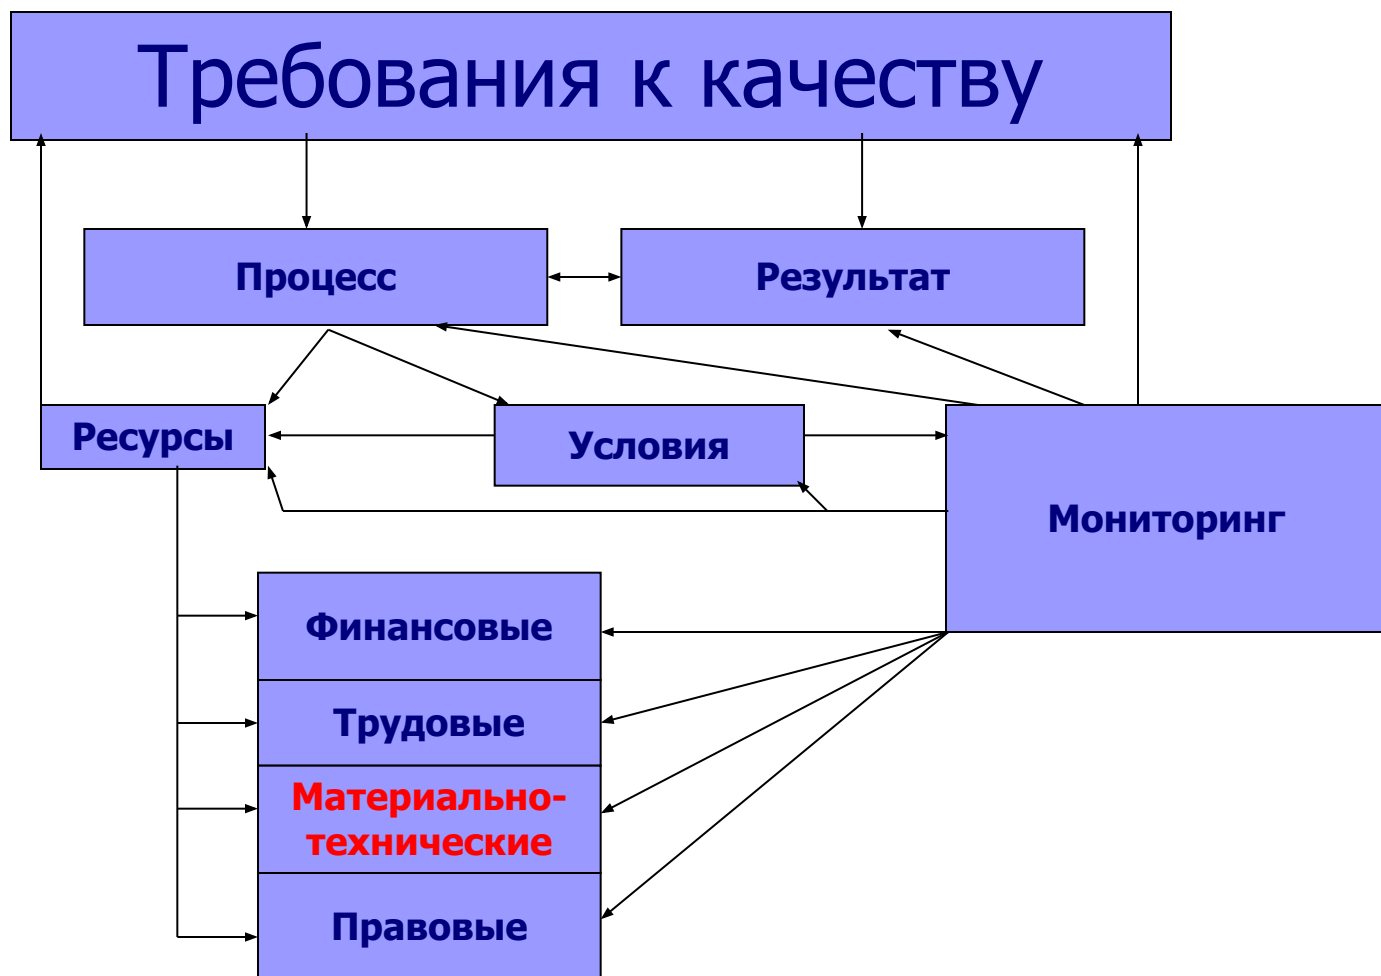 Требования к качеству
Процесс
Результат
Ресурсы
Условия
Мониторинг
Финансовые
Трудовые
Материально-
технические
Правовые